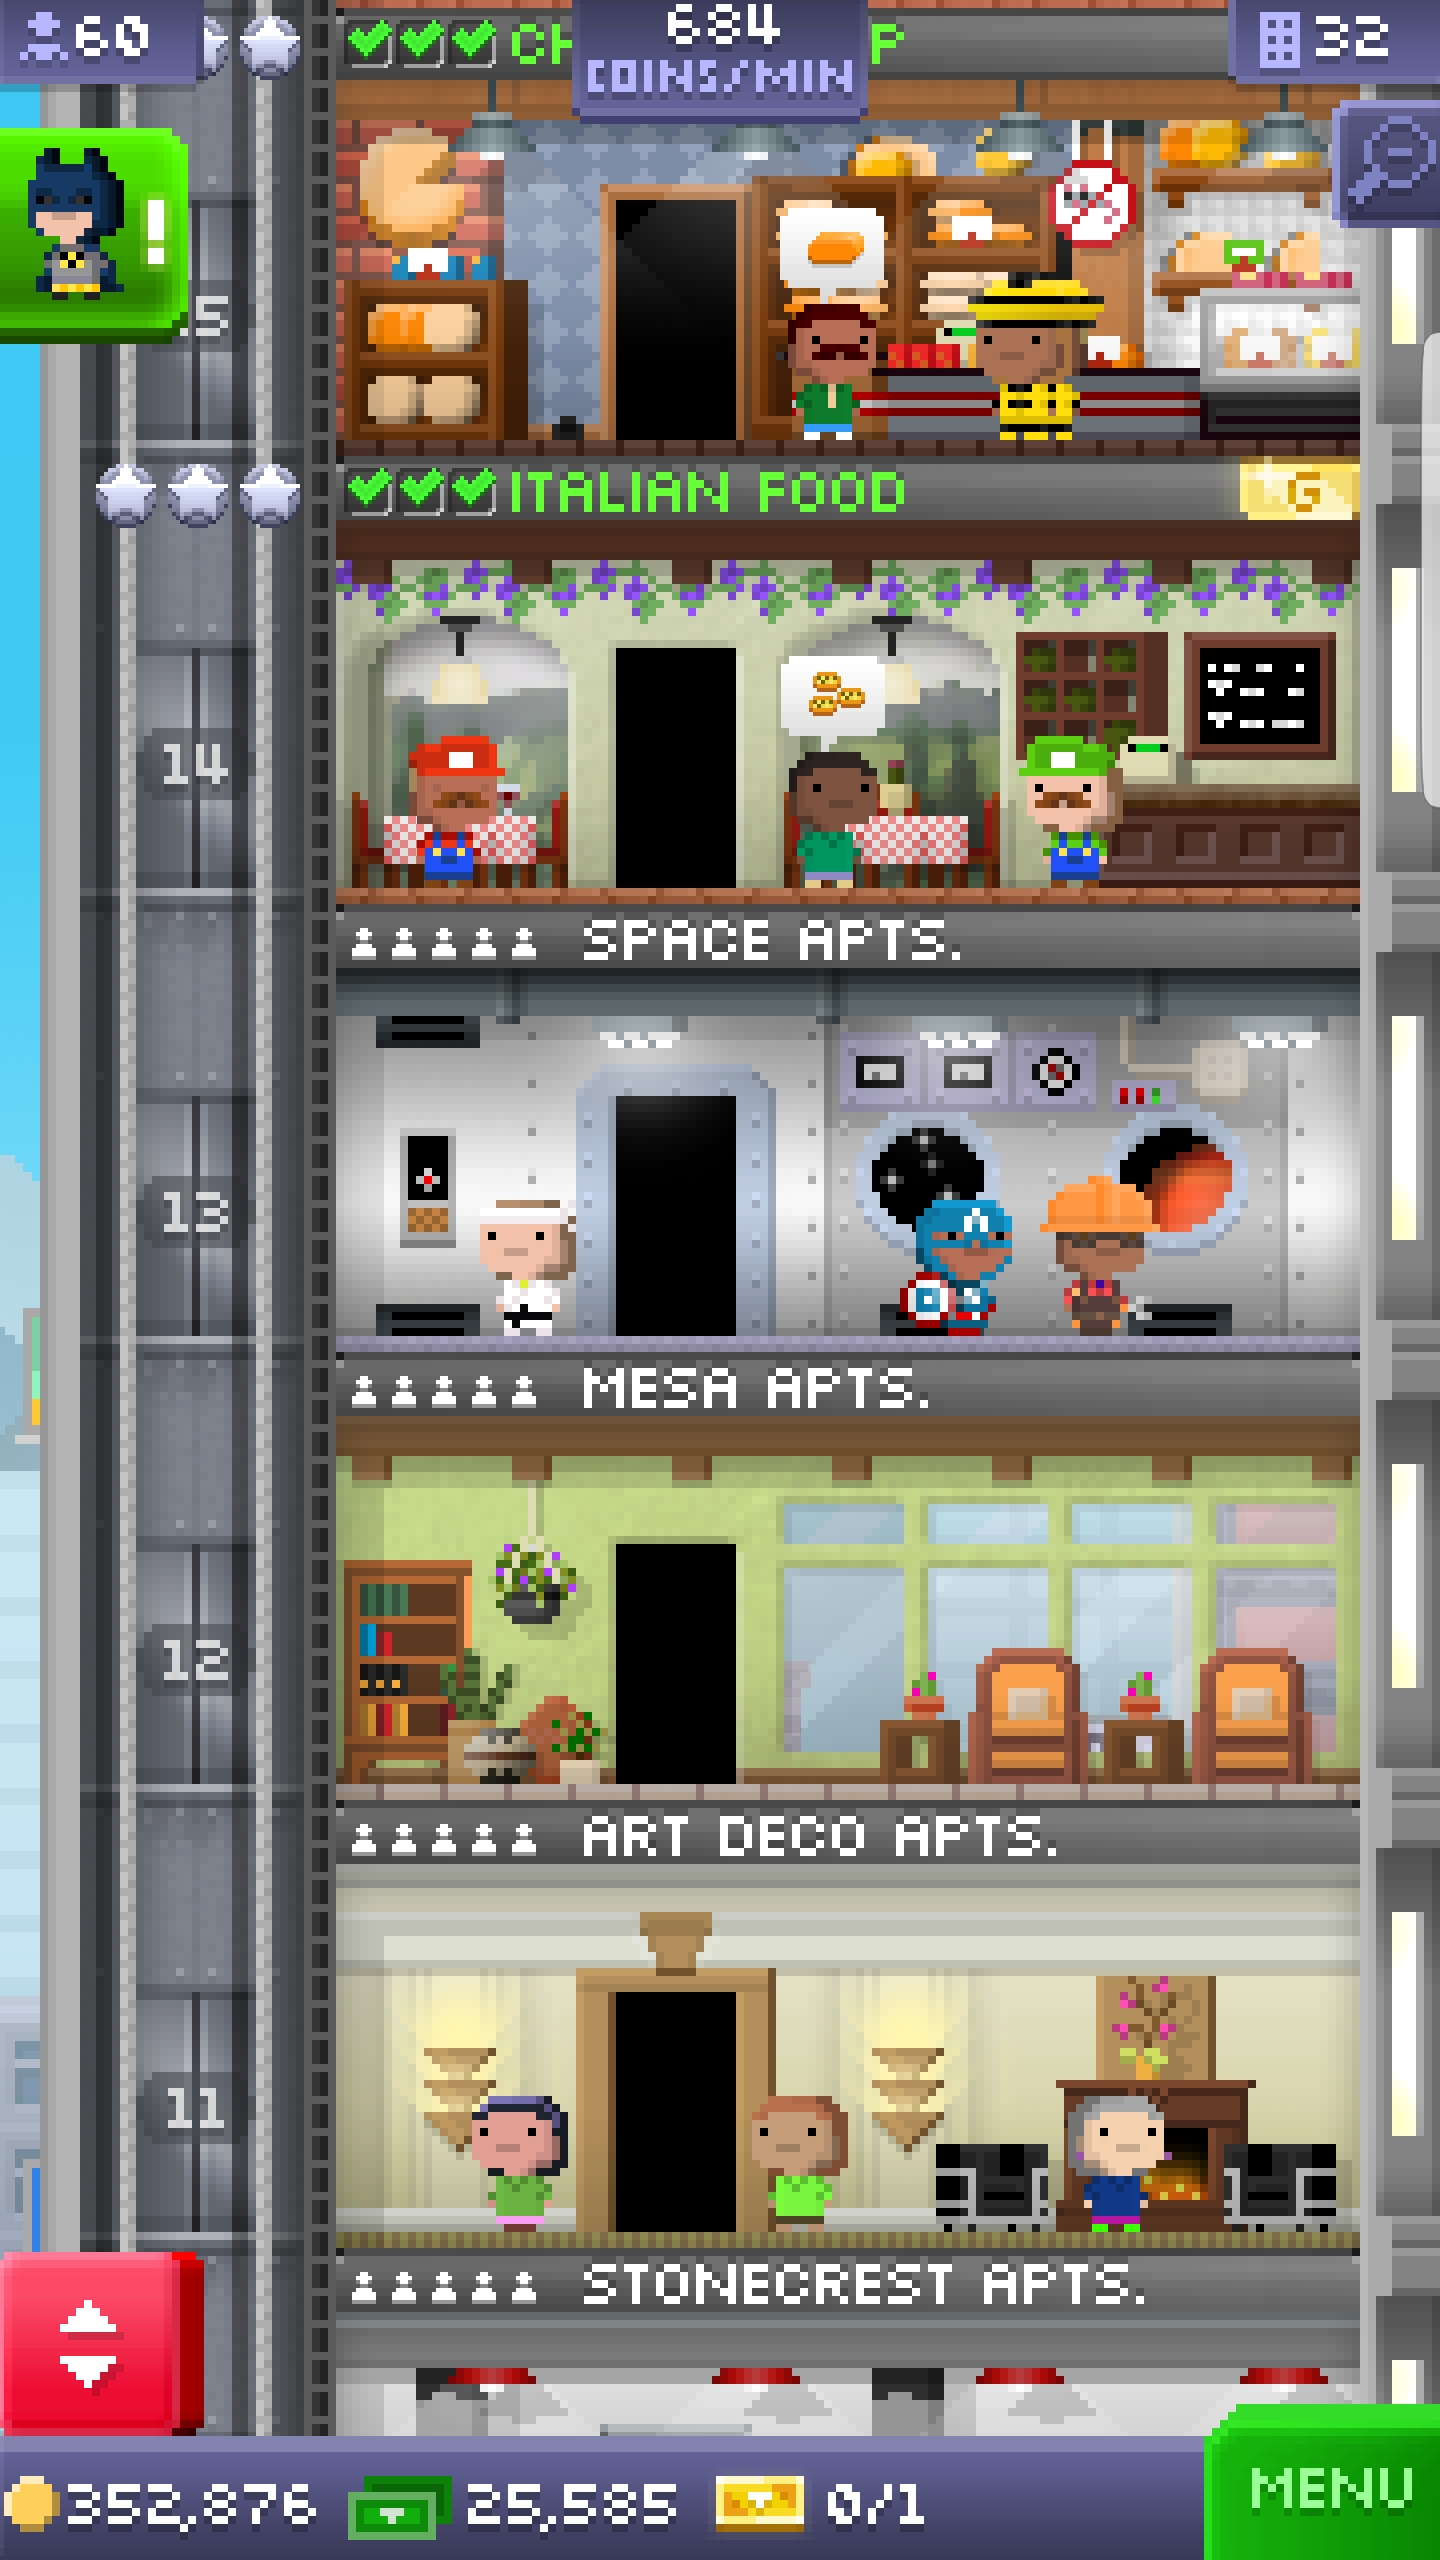 60
684
32
CH P
COINS/MIN
!
15
ITALIAN FOOD
G
14
SPACE APTS.
13
A
MESA APTS.
12
ART DECO APTS.
11
STONECREST APTS.
352,876
25,585
0/1
MENU